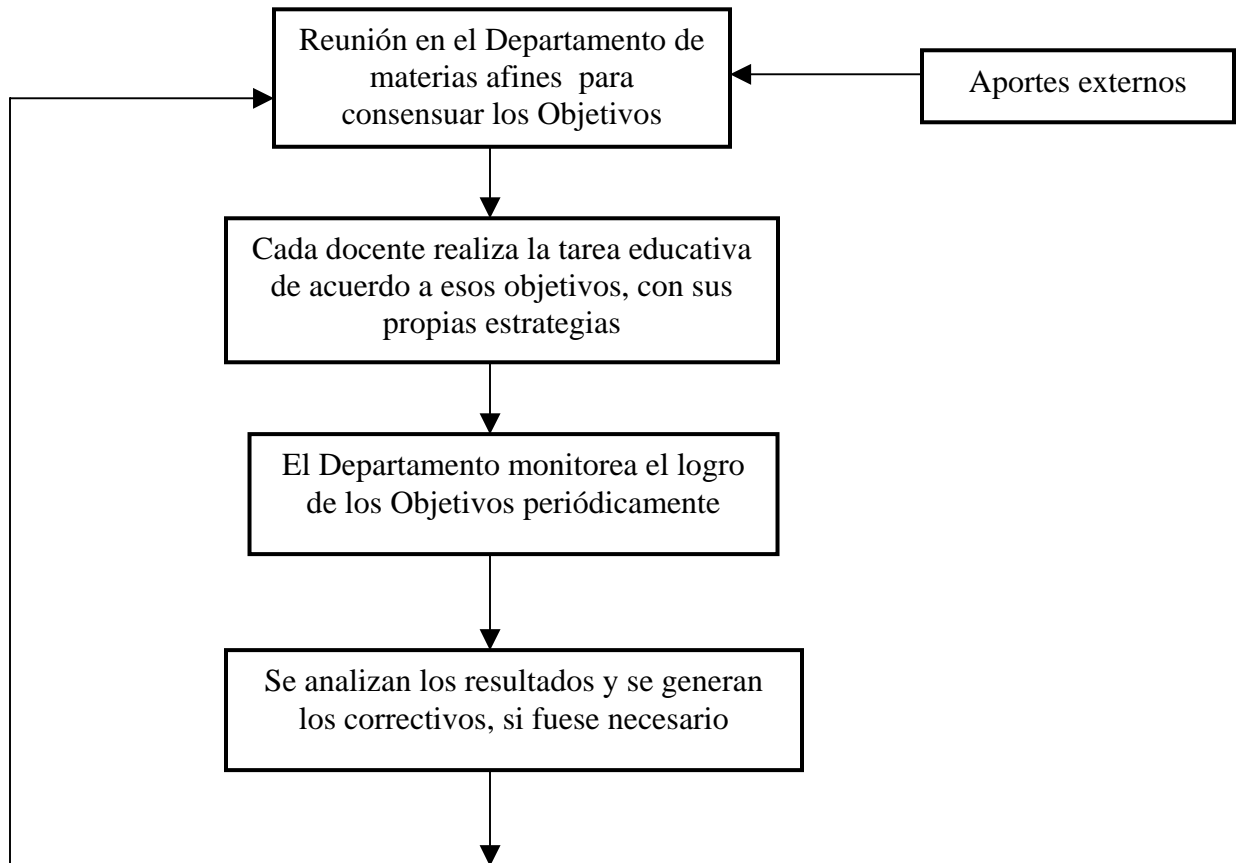 Reunión en el Departamento de
materias afines para
consensuar los Objetivos
Aportes externos
Cada docente realiza la tarea educativa
de acuerdo a esos objetivos, con sus
propias estrategias
El Departamento monitorea el logro
de los Objetivos periódicamente
Se analizan los resultados y se generan
los correctivos, si fuese necesario